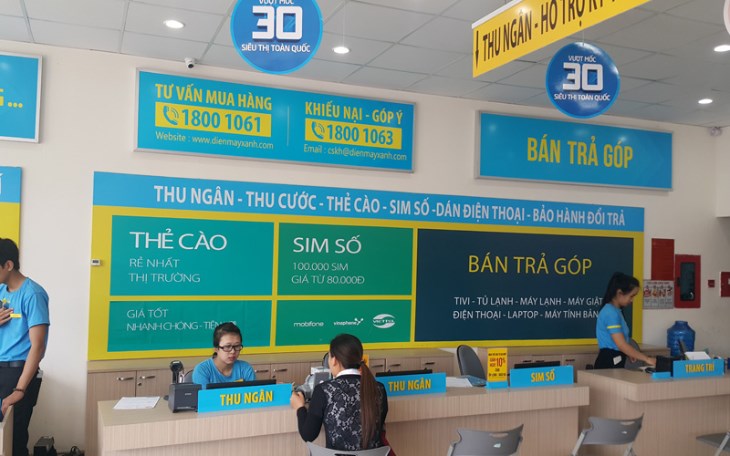 VƯỢT MỐC
30
SIÊU THỊ TOÀN QUỐC
THU NGÂN - HỖ TRỢ
VƯỢT MỐC
30
SIÊU THỊ TOÀN QUỐC
TƯ VẤN MUA HÀNG
1800 1061
Website : www.dienmayxanh.com
KHIẾU NẠI - GÓP Ý
1800 1063
Email : cskh@dienmayxanh.com
BÁN TRẢ GÓP
THU NGÂN - THU CƯỚC - THẺ CÀO - SIM SỐ -DÁN ĐIỆN THOẠI - BẢO HÀNH ĐỔI TRẢ
THẺ CÀO
RẺ NHẤT
THỊ TRƯỜNG
GIÁ TỐT
NHANH CHÓNG - TIỆN
SIM SỐ
100.000 SIM
GIÁ TỪ 80.000Đ
mobifone vinaphone viettel
BÁN TRẢ GÓP
TIVI - TỦ LẠNH - MÁY LẠNH - MÁY GIẶT
ĐIỆN THOẠI - LAPTOP - MÁY TÍNH BẢN
THU NGÂN
THU NGÂN
10%
SIM SỐ
TRANG TRÍ